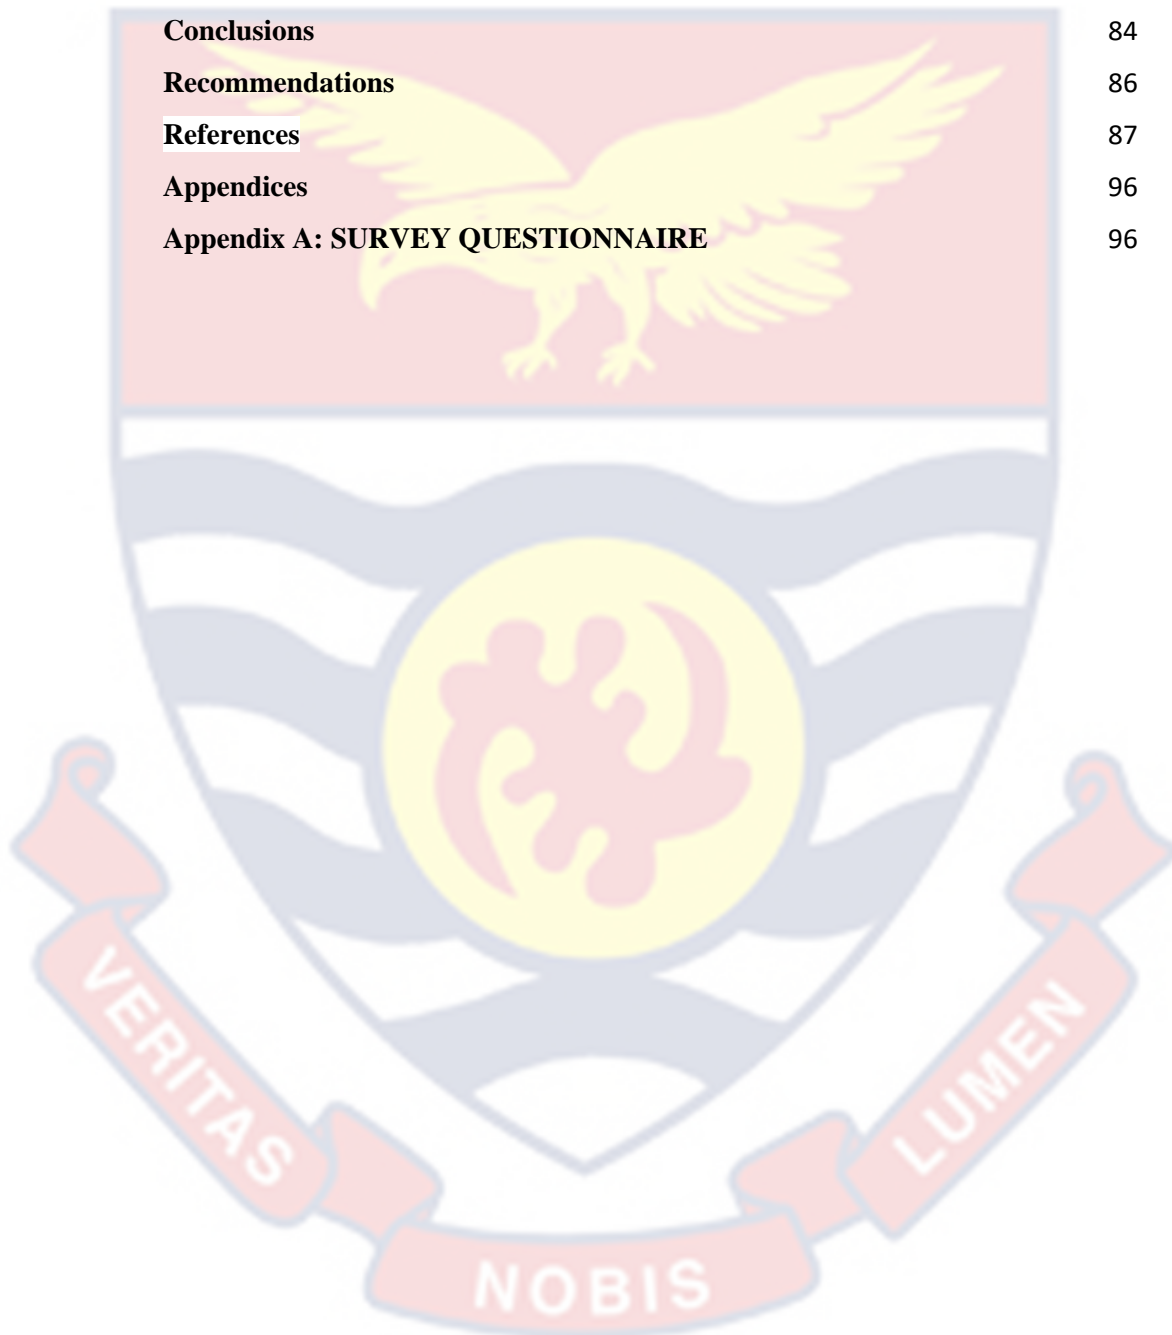 Conclusions 84
Recommendations 86
References 87
Appendices 96
Appendix A: SURVEY QUESTIONNAIRE 96
VERITAS
NOBIS
LUMEN